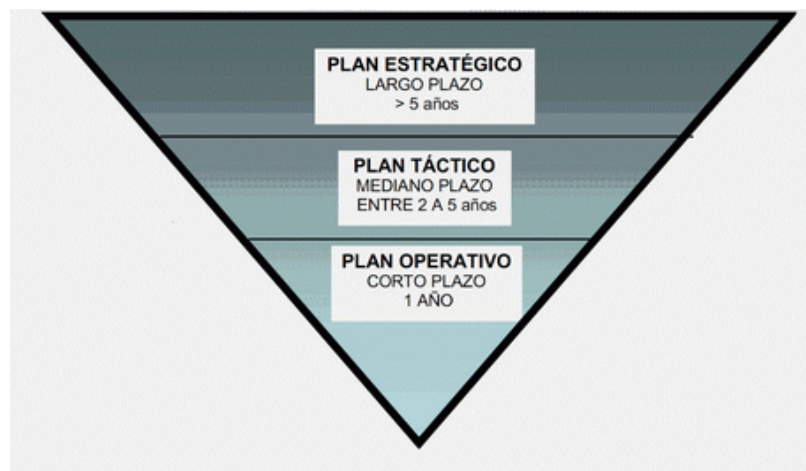 PLAN ESTRATÉGICO
LARGO PLAZO
> 5 años
PLAN TÁCTICO
MEDIANO PLAZO
ENTRE 2 A 5 años
PLAN OPERATIVO
CORTO PLAZO
1 AÑO